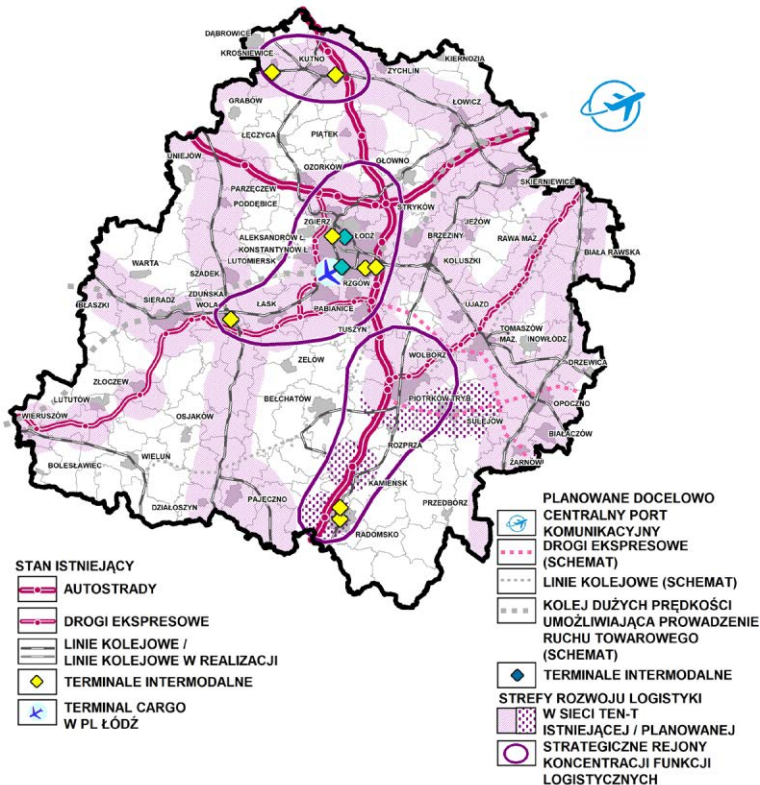 DĄBROWICE
KROŚNIEWICE
KUTNO
ŻYCHLIN
KIERNOZIA
GRABÓW
ŁOWICZ
ŁĘCZYCA
PIĄTEK
GŁOWNO
UNIEJÓW
OZORKÓW
SKIERNIEWICE
PARZĘCZEW
PODDĘBICE
STRYKÓW
ZGIERZ
ALEKSANDRÓW Ł.
ŁÓDŹ
BRZEZINY
JEŻÓW
RAWA MAZ.
KONSTANTYNÓW Ł
LUTOMIERSK
WARTA
BIAŁA RAWSKA
SZADEK
KOLUSZKI
RZGÓW
BŁASZKI
SIERADZ
ZDUŃSKA
WOLA
ŁASK
PABIANICE
UJAZD
TUSZYN
TOMASZÓW
MAZ.
INOWŁÓDZ
ZELÓW
WOLBÓRZ
DRZEWICA
ZŁOCZEW
LUTUTÓW
BEŁCHATÓW
PIOTRKÓW TRYB.
OPOCZNO
WIERUSZÓW
OSJAKÓW
SULEJÓW
BIAŁACZÓW
ROZPRZA
WIELUŃ
BOLESŁAWIEC
ŻARNÓW
KAMIEŃSK
PAJĘCZNO
PRZEDBÓRZ
DZIAŁOSZYN
RADOMSKO
STAN ISTNIEJĄCY
AUTOSTRADY
DROGI EKSPRESOWE
LINIE KOLEJOWE /
LINIE KOLEJOWE W REALIZACJI
TERMINALE INTERMODALNE
TERMINAL CARGO
W PL ŁÓDŹ
PLANOWANE DOCELOWO
CENTRALNY PORT
KOMUNIKACYJNY
DROGI EKSPRESOWE
(SCHEMAT)
LINIE KOLEJOWE (SCHEMAT)
KOLEJ DUŻYCH PRĘDKOŚCI
UMOŻLIWIAJĄCA PROWADZENIE
RUCHU TOWAROWEGO
(SCHEMAT)
TERMINALE INTERMODALNE
STREFY ROZWOJU LOGISTYKI
W SIECI TEN-T
ISTNIEJĄCEJ / PLANOWANEJ
STRATEGICZNE REJONY
KONCENTRACJI FUNKCJI
LOGISTYCZNYCH